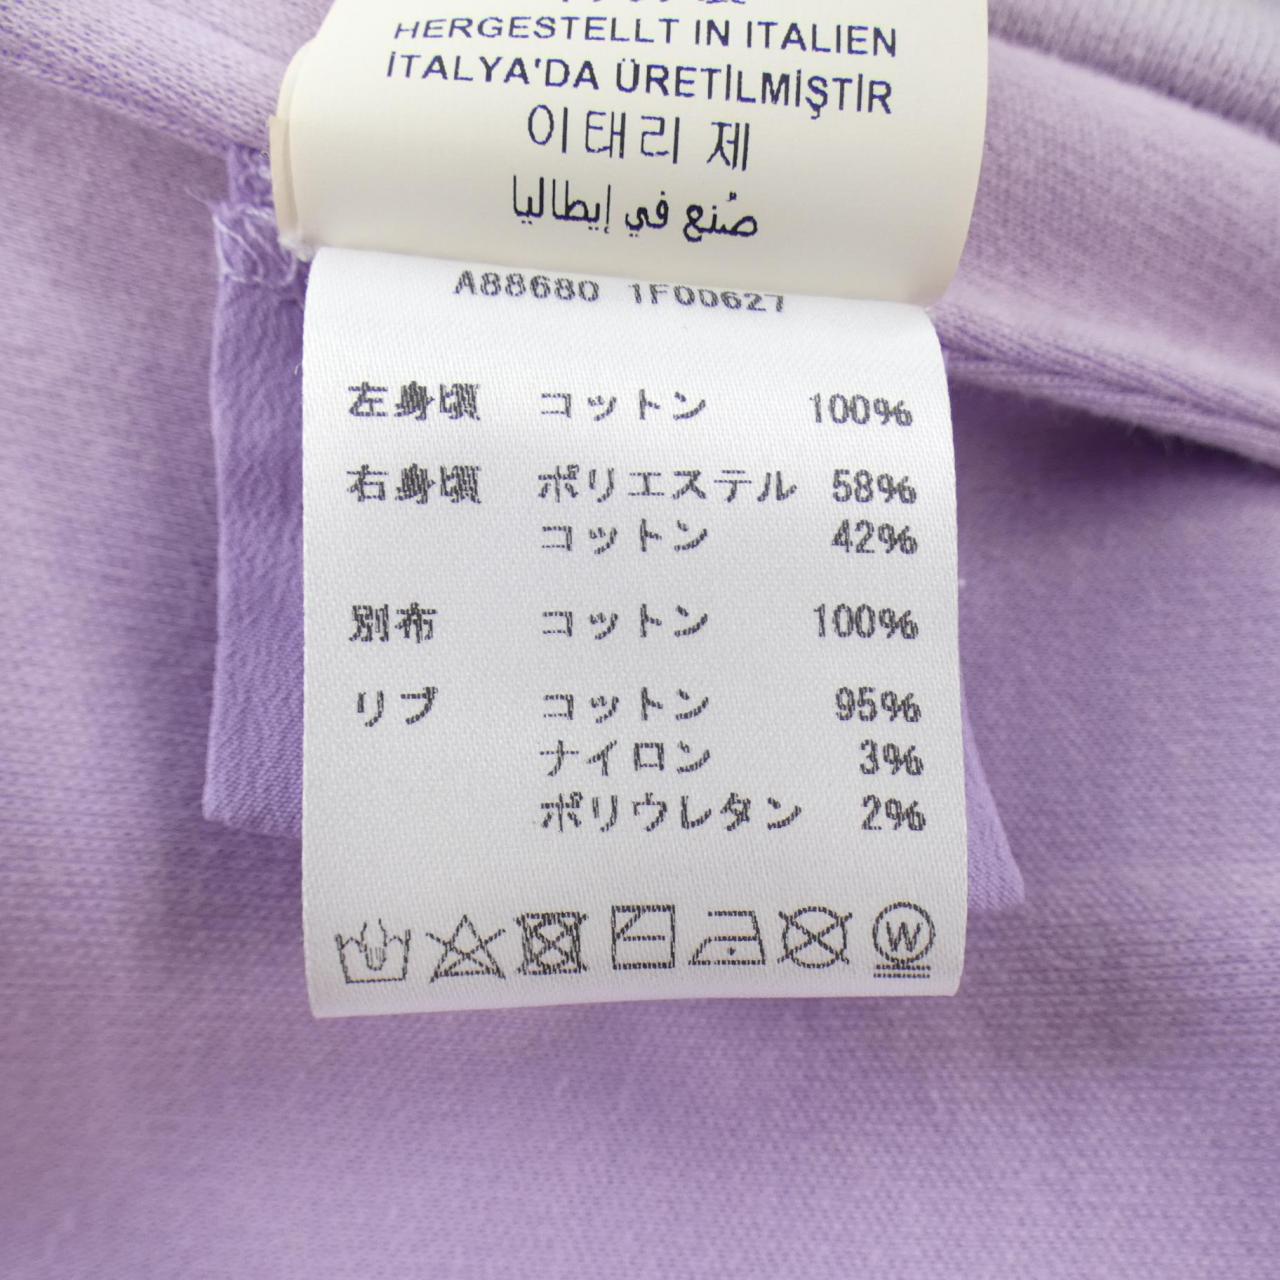 HERGESTELLT IN ITALIEN
İTALYA'DA ÜRETİLMİŞTİR
이태리 제
صُنع في إيطاليا
A88680 1F00627
左身頃 コットン 100%
右身頃 ポリエステル 58%
コットン 42%
別布 コットン 100%
リブ コットン 95%
ナイロン 3%
ポリウレタン 2%
W